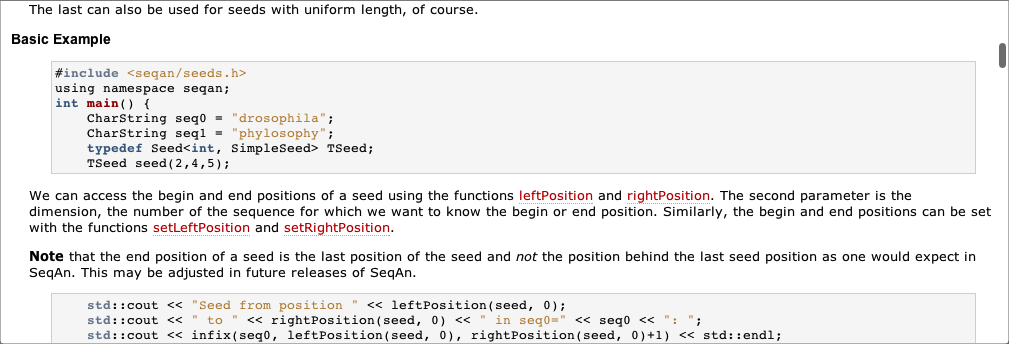 The last can also be used for seeds with uniform length, of course.
Basic Example
#include <seqan/seeds.h>
using namespace seqan;
int main() {
    CharString seq0 = "drosophila";
    CharString seq1 = "phylosophy";
    typedef Seed<int, SimpleSeed> TSeed;
    TSeed seed(2,4,5);
We can access the begin and end positions of a seed using the functions leftPosition and rightPosition. The second parameter is the
dimension, the number of the sequence for which we want to know the begin or end position. Similarly, the begin and end positions can be set
with the functions setLeftPosition and setRightPosition.
Note that the end position of a seed is the last position of the seed and not the position behind the last seed position as one would expect in
SeqAn. This may be adjusted in future releases of SeqAn.
    std::cout << "Seed from position " << leftPosition(seed, 0);
    std::cout << " to " << rightPosition(seed, 0) << " in seq0=" << seq0 << ": ";
    std::cout << infix(seq0, leftPosition(seed, 0), rightPosition(seed, 0)+1) << std::endl;